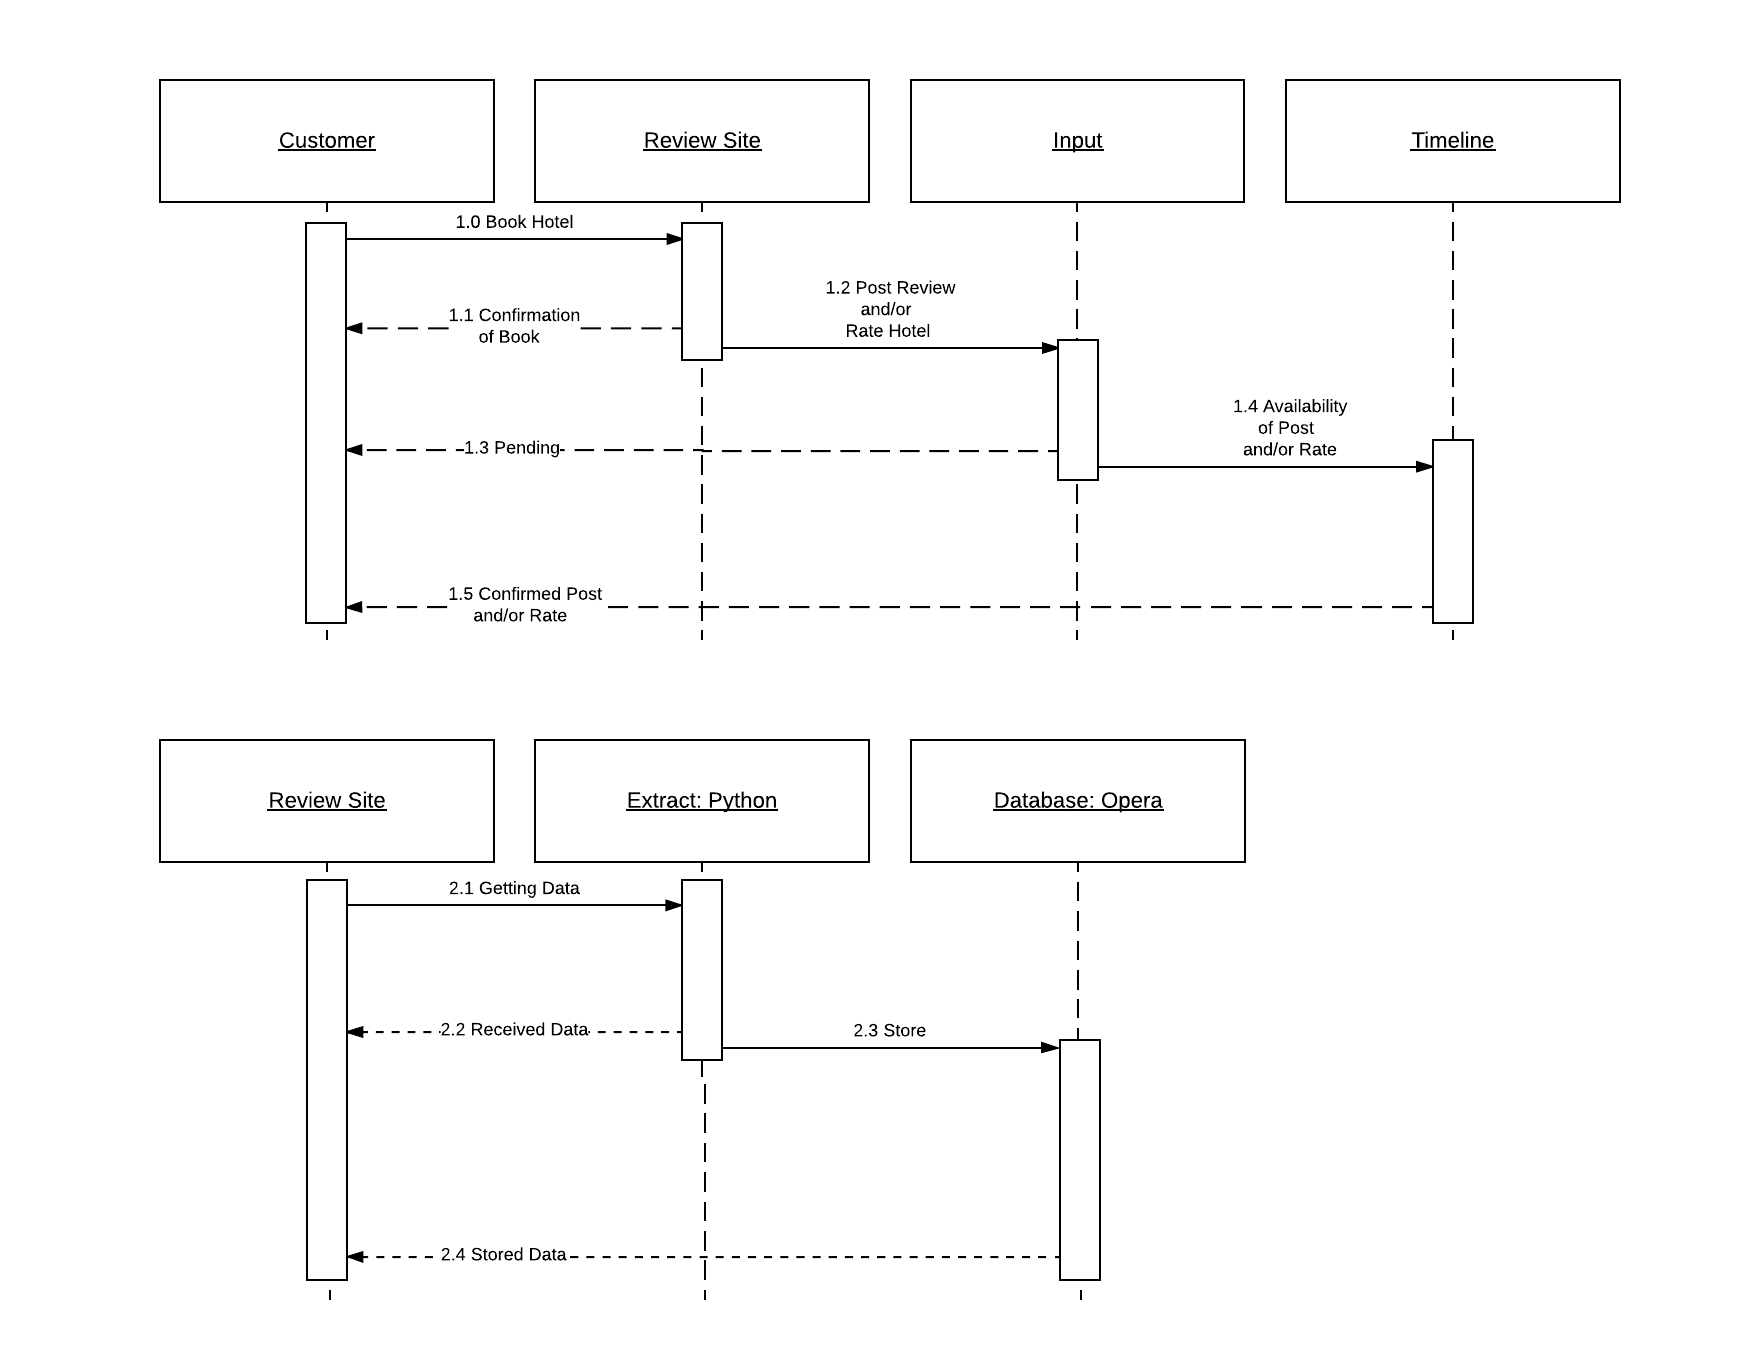 Customer
Review Site
Input
Timeline
1.0 Book Hotel
1.2 Post Review
and/or
Rate Hotel
1.1 Confirmation
of Book
1.4 Availability
of Post
and/or Rate
1.3 Pending
1.5 Confirmed Post
and/or Rate
Review Site
Extract: Python
Database: Opera
2.1 Getting Data
2.2 Received Data
2.3 Store
2.4 Stored Data